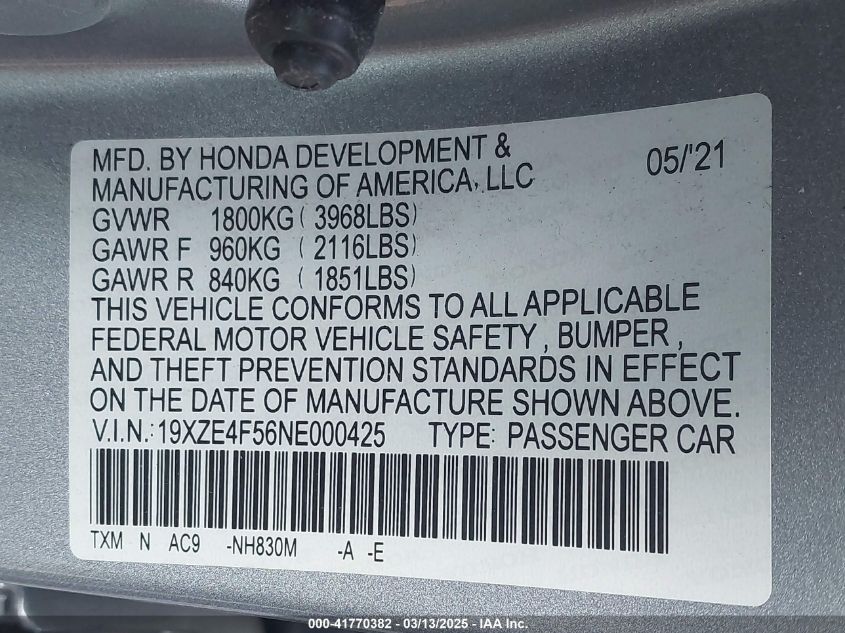 MFD. BY HONDA DEVELOPMENT & 05/'21
MANUFACTURING OF AMERICA, LLC
GVWR 1800KG ( 3968LBS)
GAWR F 960KG ( 2116LBS)
GAWR R 840KG ( 1851LBS)
THIS VEHICLE CONFORMS TO ALL APPLICABLE
FEDERAL MOTOR VEHICLE SAFETY , BUMPER ,
AND THEFT PREVENTION STANDARDS IN EFFECT
ON THE DATE OF MANUFACTURE SHOWN ABOVE.
V.I.N.:19XZE4F56NE000425 TYPE: PASSENGER CAR
TXM N AC9 -NH830M -A -E
000-41770382 - 03/13/2025 - IAA Inc.